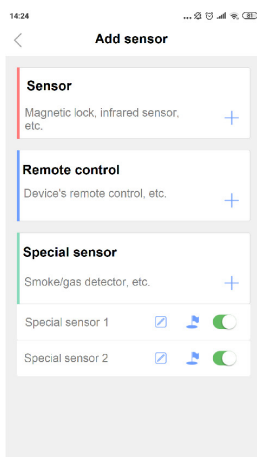 14:24
Add sensor
Sensor
Magnetic lock, infrared sensor,
etc.
Remote control
Device's remote control, etc.
Special sensor
Smoke/gas detector, etc.
Special sensor 1
Special sensor 2